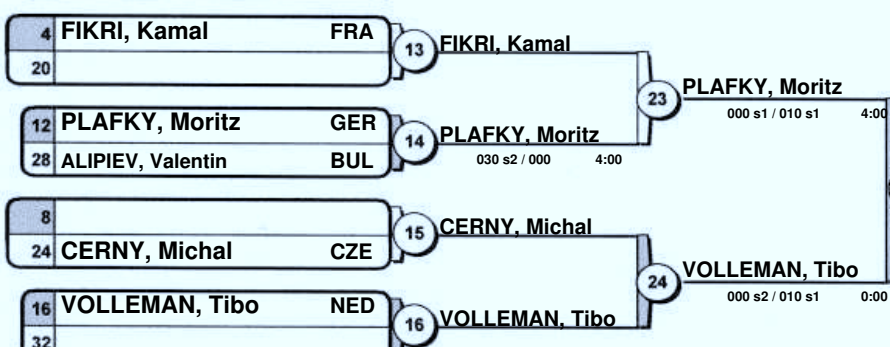 4 FIKRI, Kamal FRA
20
13
FIKRI, Kamal
12 PLAFKY, Moritz GER
28 ALIPIEV, Valentin BUL
14
PLAFKY, Moritz
030 s2 / 000 4:00
23
PLAFKY, Moritz
000 s1 / 010 s1 4:00
8
24 CERNY, Michal CZE
15
CERNY, Michal
16 VOLLEMAN, Tibo NED
32
16
VOLLEMAN, Tibo
24
VOLLEMAN, Tibo
000 s2 / 010 s1 0:00